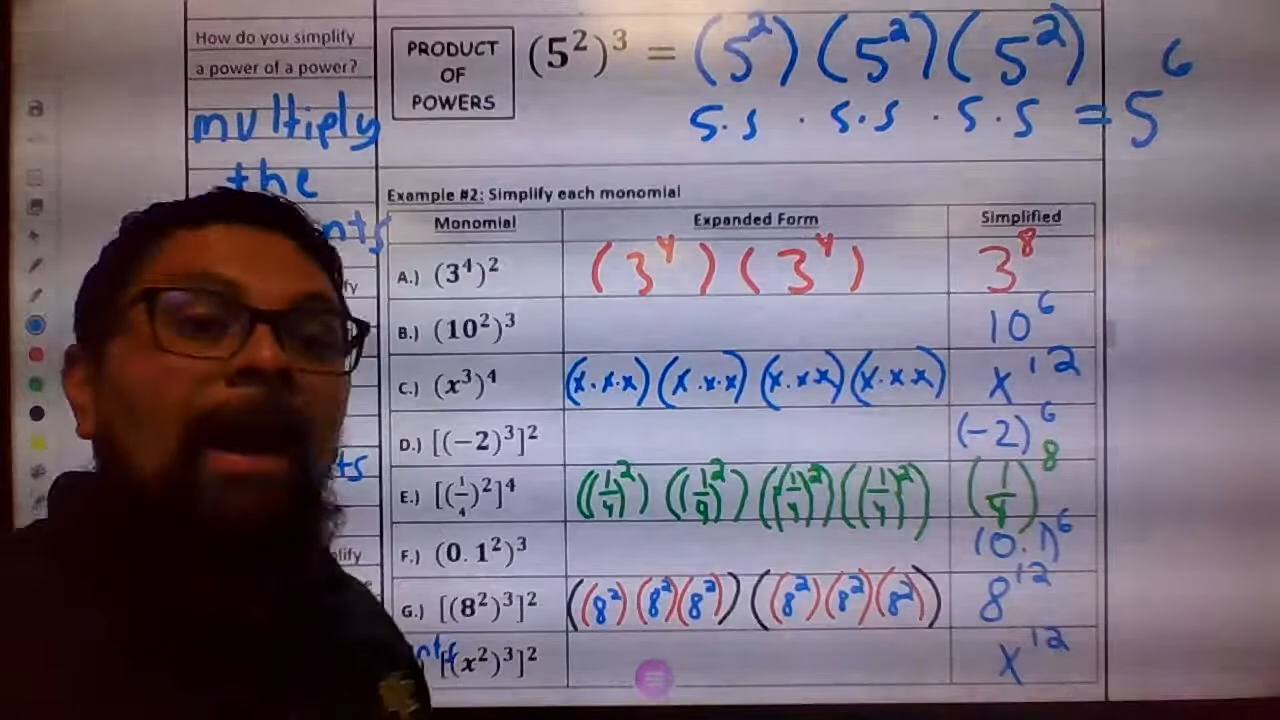 How do you simplify
a power of a power?
multiply
the
nts
PRODUCT
OF
POWERS
(5²)³ = (5²) (5²) (5²)
5·5 · 5·5 · 5·5 = 5⁶
Example #2: Simplify each monomial
Monomial Expanded Form Simplified
A.) (3⁴)² (3⁴) (3⁴) 3⁸
B.) (10²)³ 10⁶
C.) (x³)⁴ (x·x·x) (x·x·x) (x·x·x) (x·x·x) x¹²
D.) [(−2)³]² (-2)⁶
E.) [(1/4)²]⁴ ((1/4)²) ((1/4)²) ((1/4)²) ((1/4)²) (1/4)⁸
F.) (0.1²)³ (0.1)⁶
G.) [(8²)³]² ((8²)(8²)(8²)) ((8²)(8²)(8²)) 8¹²
[(x²)³]² x¹²